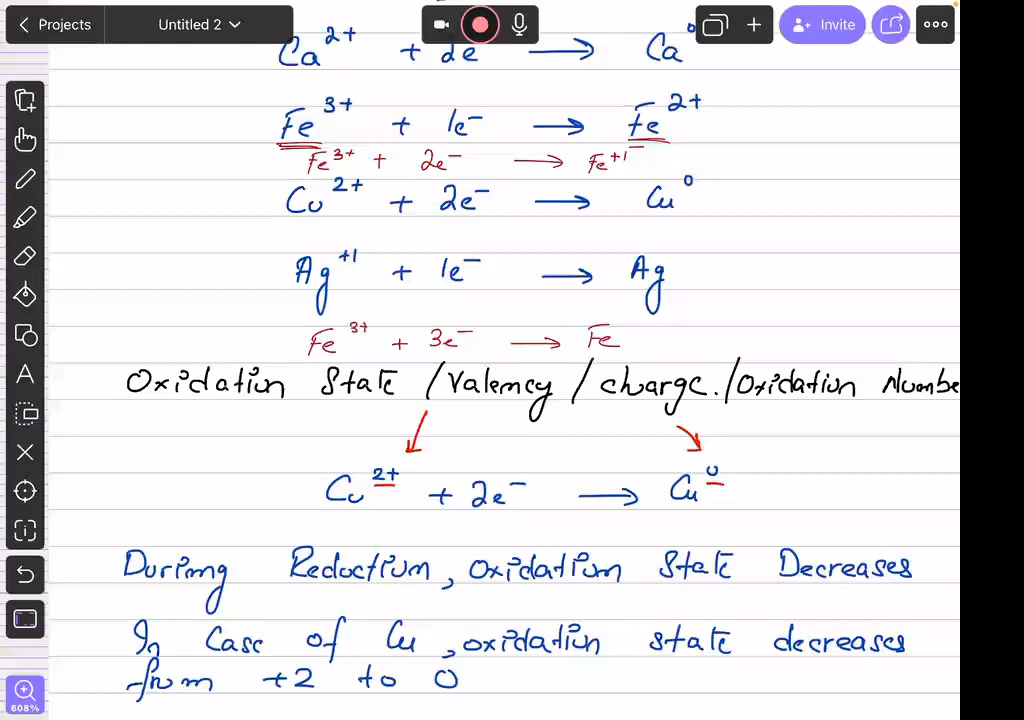 Projects Untitled 2 Invite
Ca²⁺ + 2e ⟶ Ca⁰
Fe³⁺ + 1e⁻ ⟶ Fe²⁺
Fe³⁺ + 2e⁻ ⟶ Fe⁺¹
Cu²⁺ + 2e⁻ ⟶ Cu⁰
Ag⁺¹ + 1e⁻ ⟶ Ag
Fe³⁺ + 3e⁻ ⟶ Fe
Oxidation State / Valency / charge. / Oxidation Numbe
Cu²⁺ + 2e⁻ ⟶ Cu⁰
During Reduction, Oxidation State Decreases
In Case of Cu, oxidation state decreases
from +2 to 0
608%